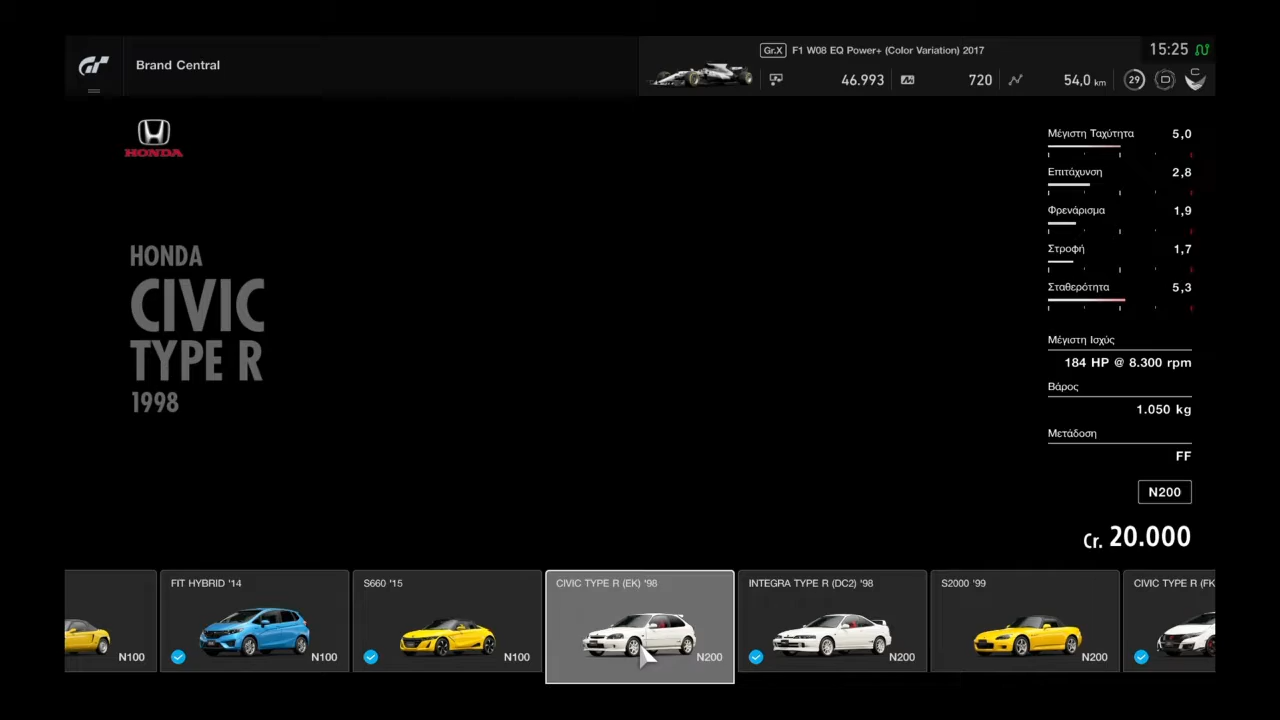 Brand Central
Gr.X F1 W08 EQ Power+ (Color Variation) 2017
46.993 720 54,0 km 29 D C
15:25
HONDA
HONDA
CIVIC
TYPE R
1998
Μέγιστη Ταχύτητα 5,0
Επιτάχυνση 2,8
Φρενάρισμα 1,9
Στροφή 1,7
Σταθερότητα 5,3
Μέγιστη Ισχύς
184 HP @ 8.300 rpm
Βάρος
1.050 kg
Μετάδοση
FF
N200
Cr. 20.000
N100
FIT HYBRID '14
N100
S660 '15
N100
CIVIC TYPE R (EK) '98
N200
INTEGRA TYPE R (DC2) '98
N200
S2000 '99
N200
CIVIC TYPE R (FK